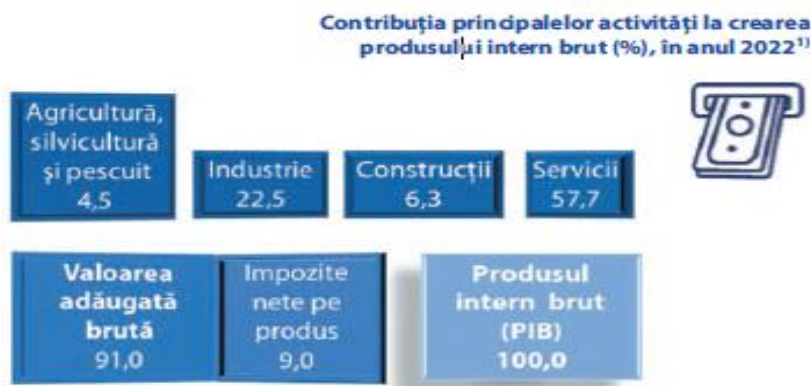 Contribuția principalelor activități la crearea
produsului intern brut (%), în anul 2022¹⁾
Agricultură,
silvicultură
și pescuit
4,5
Industrie
22,5
Construcții
6,3
Servicii
57,7
Valoarea
adăugată
brută
91,0
Impozite
nete pe
produs
9,0
Produsul
intern brut
(PIB)
100,0